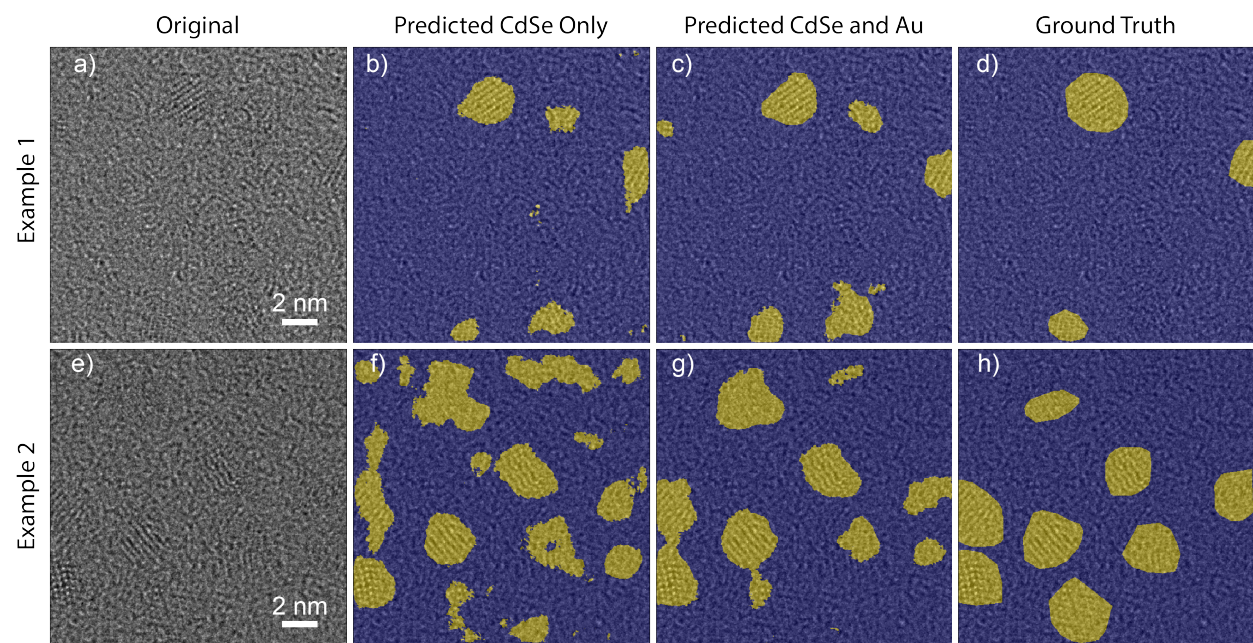 Original
Predicted CdSe Only
Predicted CdSe and Au
Ground Truth
Example 1
a)
b)
c)
d)
2 nm
Example 2
e)
f)
g)
h)
2 nm